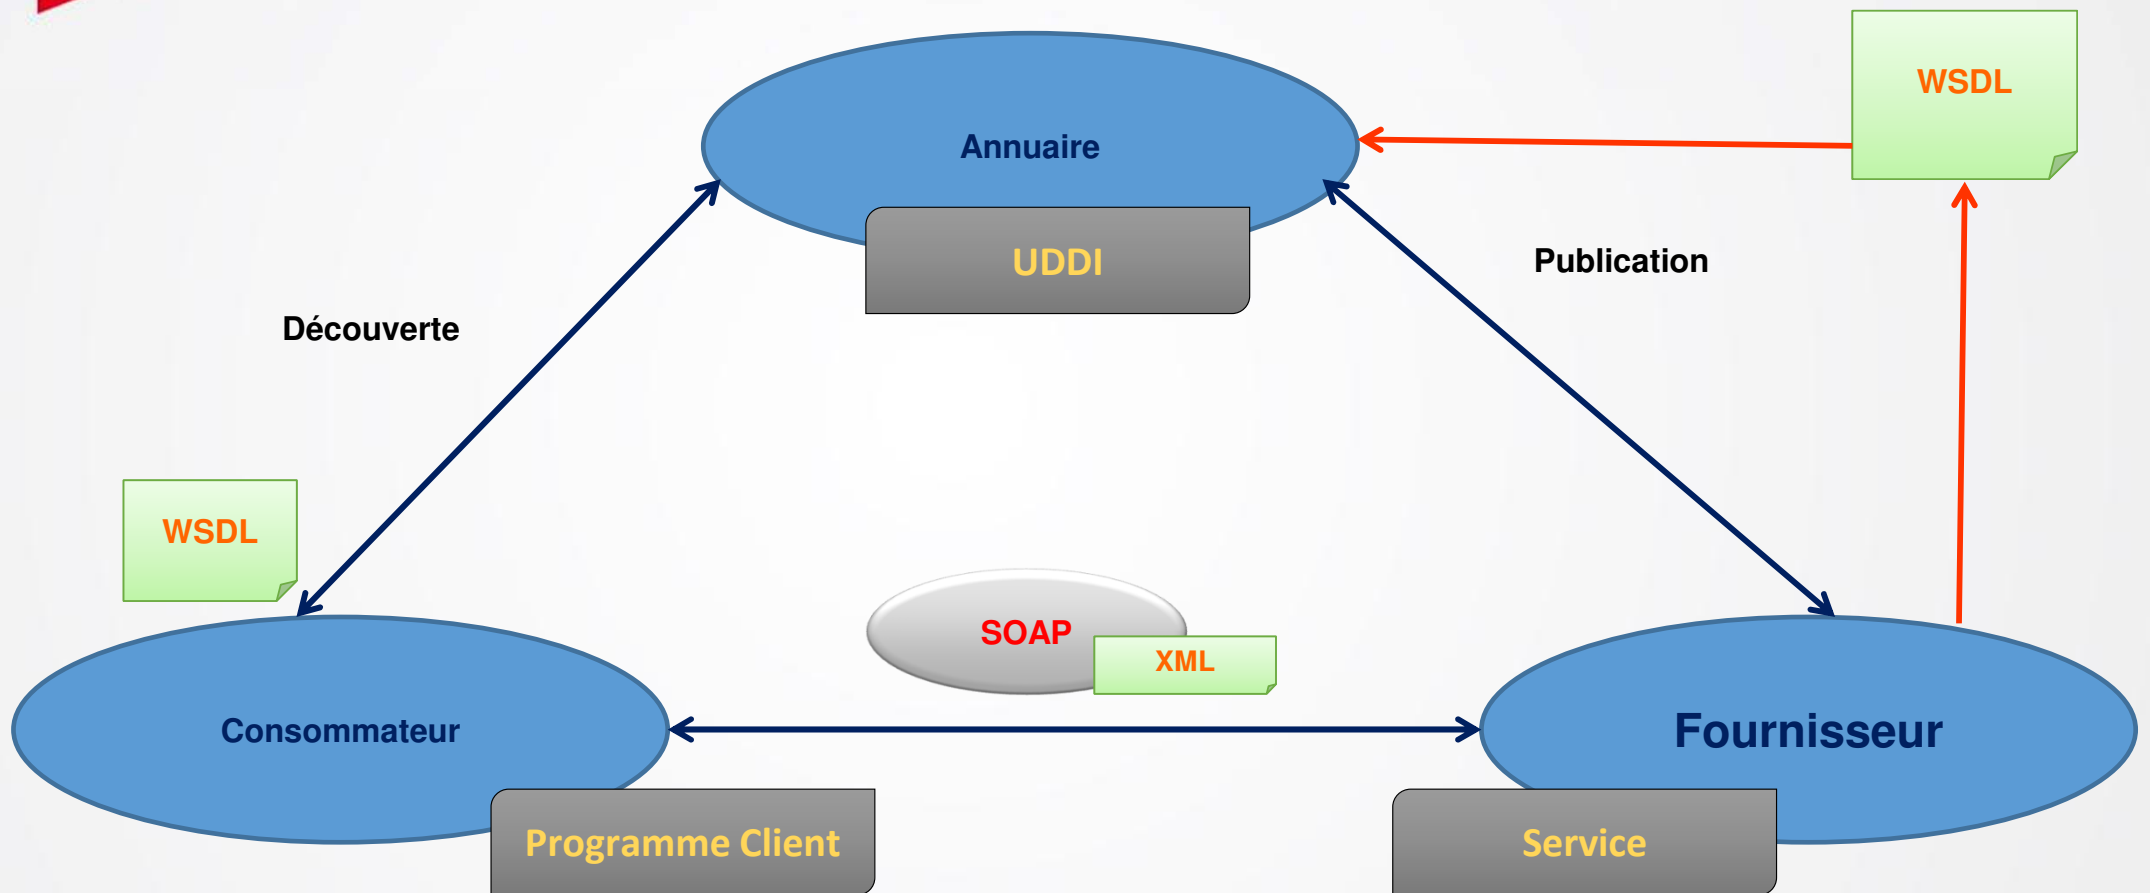 WSDL
Annuaire
UDDI
Publication
Découverte
WSDL
SOAP
XML
Consommateur
Fournisseur
Programme Client
Service